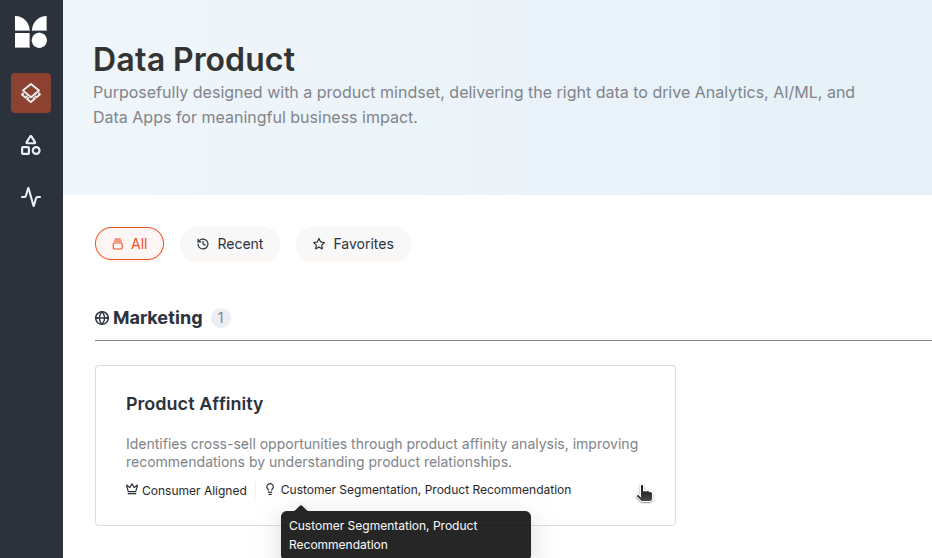 Data Product
Purposefully designed with a product mindset, delivering the right data to drive Analytics, AI/ML, and
Data Apps for meaningful business impact.
All
Recent
Favorites
Marketing 1
Product Affinity
Identifies cross-sell opportunities through product affinity analysis, improving
recommendations by understanding product relationships.
Consumer Aligned
Customer Segmentation, Product Recommendation
Customer Segmentation, Product
Recommendation